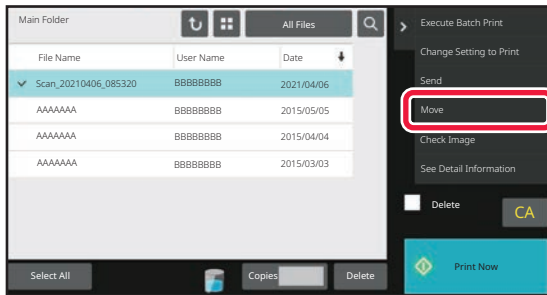 Main Folder
All Files
File Name User Name Date
Scan_20210406_085320 BBBBBBBB 2021/04/06
AAAAAAA BBBBBBBB 2015/05/05
AAAAAAA BBBBBBBB 2015/04/04
AAAAAAA BBBBBBBB 2015/03/03
Select All
Copies
Delete
Execute Batch Print
Change Setting to Print
Send
Move
Check Image
See Detail Information
Delete
CA
Print Now